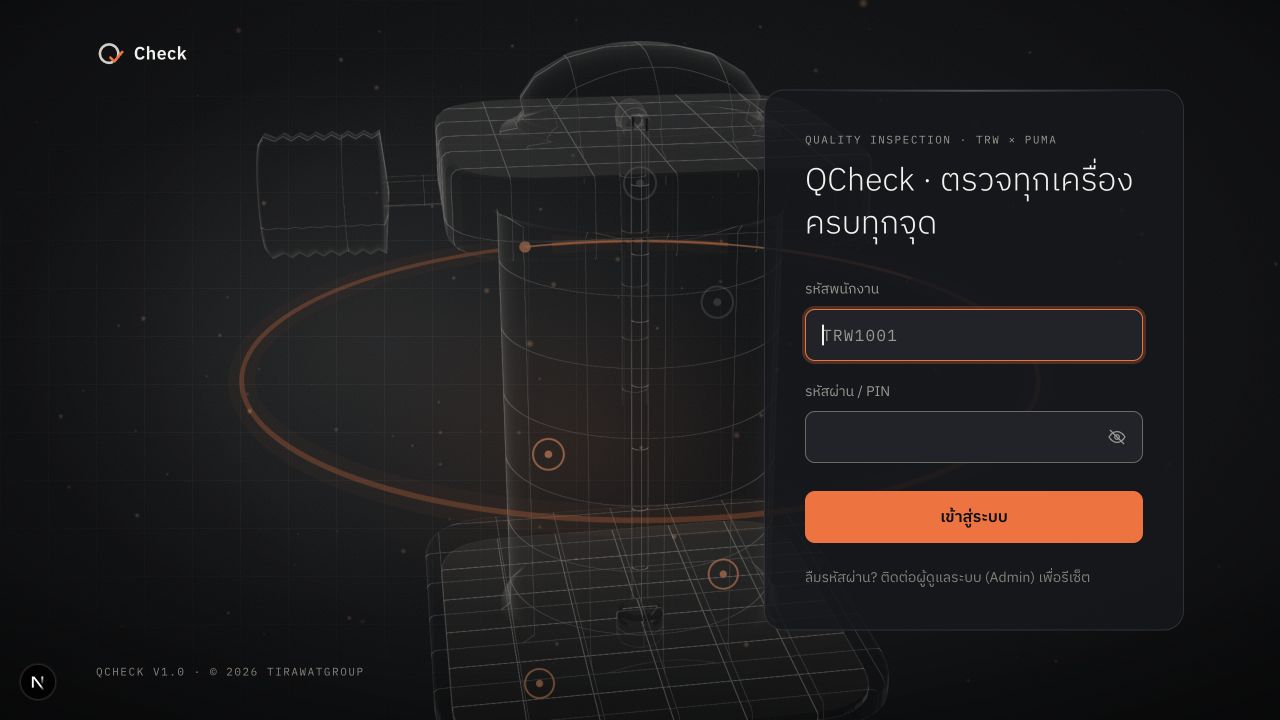 Check
QUALITY INSPECTION · TRW × PUMA
QCheck · ตรวจทุกเครื่อง
ครบทุกจุด
รหัสพนักงาน
TRW1001
รหัสผ่าน / PIN
เข้าสู่ระบบ
ลืมรหัสผ่าน? ติดต่อผู้ดูแลระบบ (Admin) เพื่อรีเซ็ต
QCHECK V1.0 · © 2026 TIRAWATGROUP
N